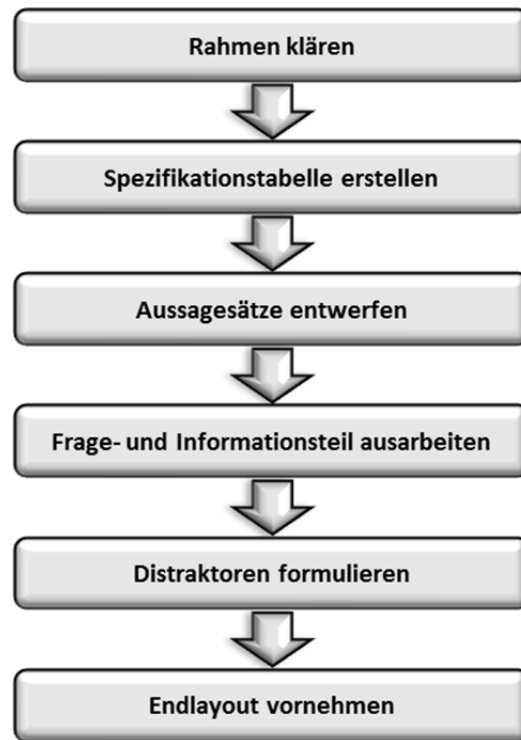 Rahmen klären
Spezifikationstabelle erstellen
Aussagesätze entwerfen
Frage- und Informationsteil ausarbeiten
Distraktoren formulieren
Endlayout vornehmen